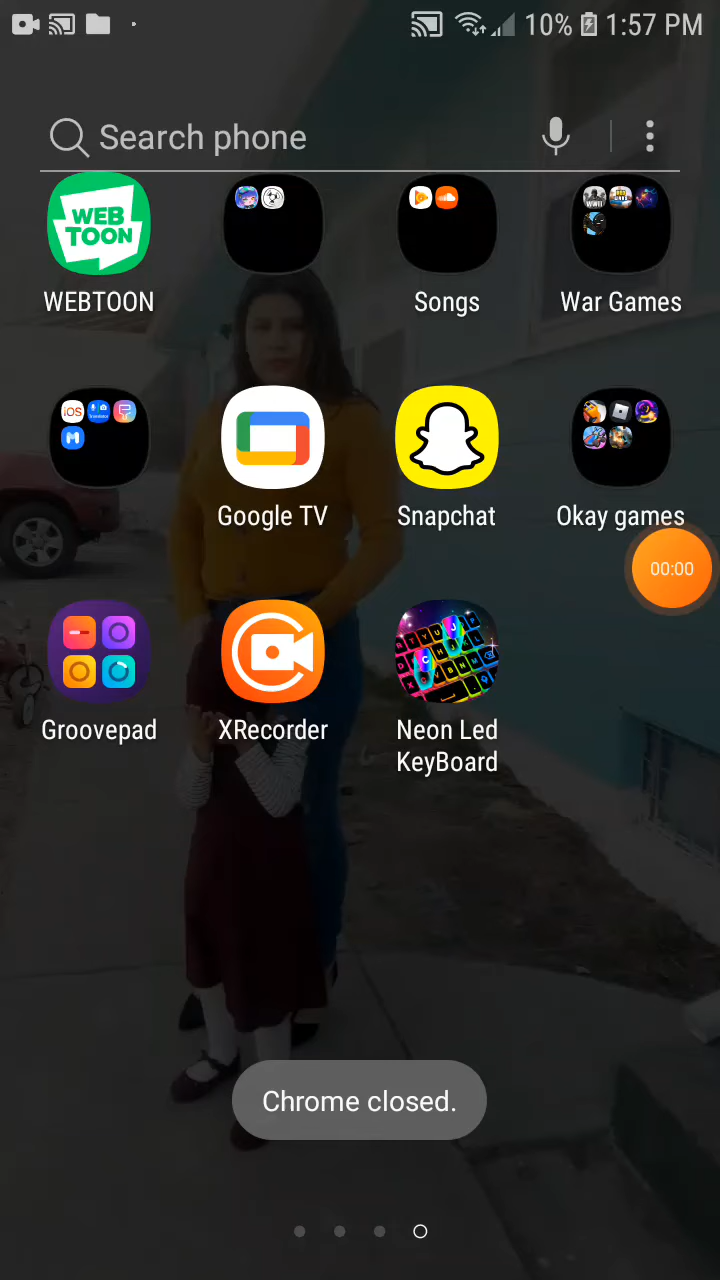 10% 1:57 PM
Search phone
WEB
TOON
WEBTOON
Songs
War Games
iOS
Google TV
Snapchat
Okay games
00:00
Groovepad
XRecorder
Neon Led
KeyBoard
Chrome closed.